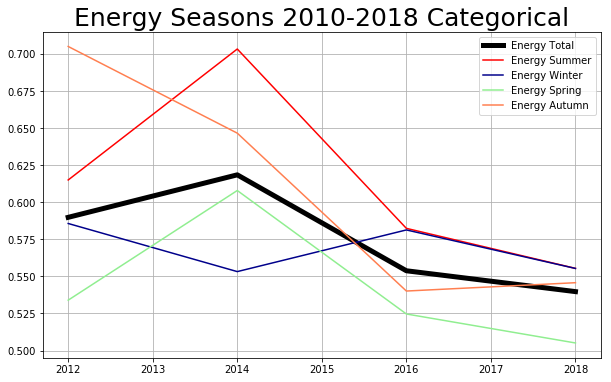 Energy Seasons 2010-2018 Categorical
Energy Total
Energy Summer
Energy Winter
Energy Spring
Energy Autumn
0.700
0.675
0.650
0.625
0.600
0.575
0.550
0.525
0.500
2012 2013 2014 2015 2016 2017 2018